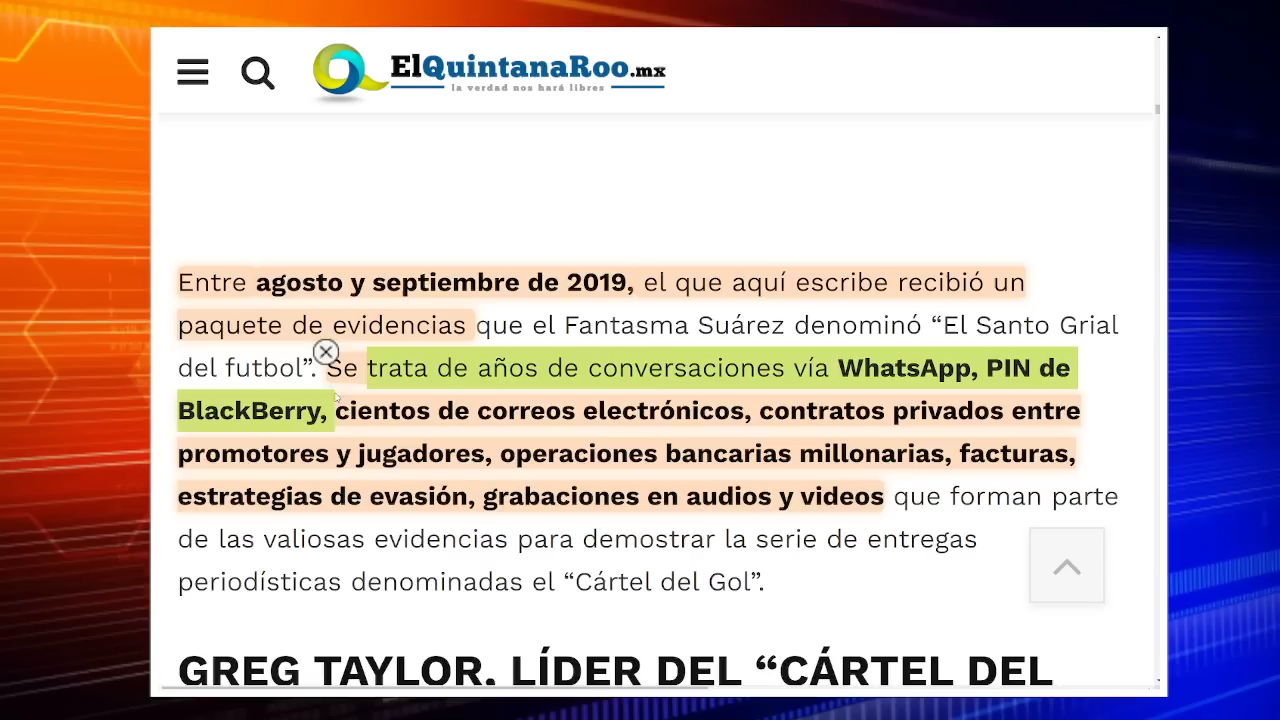 ElQuintanaRoo.mx
la verdad nos hará libres
Entre agosto y septiembre de 2019, el que aquí escribe recibió un
paquete de evidencias que el Fantasma Suárez denominó “El Santo Grial
del futbol”. Se trata de años de conversaciones vía WhatsApp, PIN de
BlackBerry, cientos de correos electrónicos, contratos privados entre
promotores y jugadores, operaciones bancarias millonarias, facturas,
estrategias de evasión, grabaciones en audios y videos que forman parte
de las valiosas evidencias para demostrar la serie de entregas
periodísticas denominadas el “Cártel del Gol”.
GREG TAYLOR, LÍDER DEL “CÁRTEL DEL